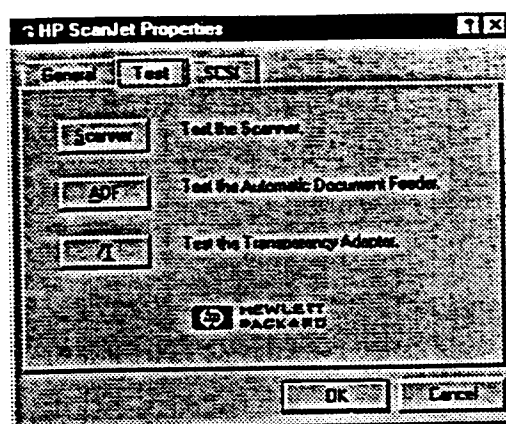 HP ScanJet Properties
General Test SCSI
Scanner Test the Scanner.
ADF Test the Automatic Document Feeder.
Test the Transparency Adapter.
hp HEWLETT
PACKARD
OK Cancel